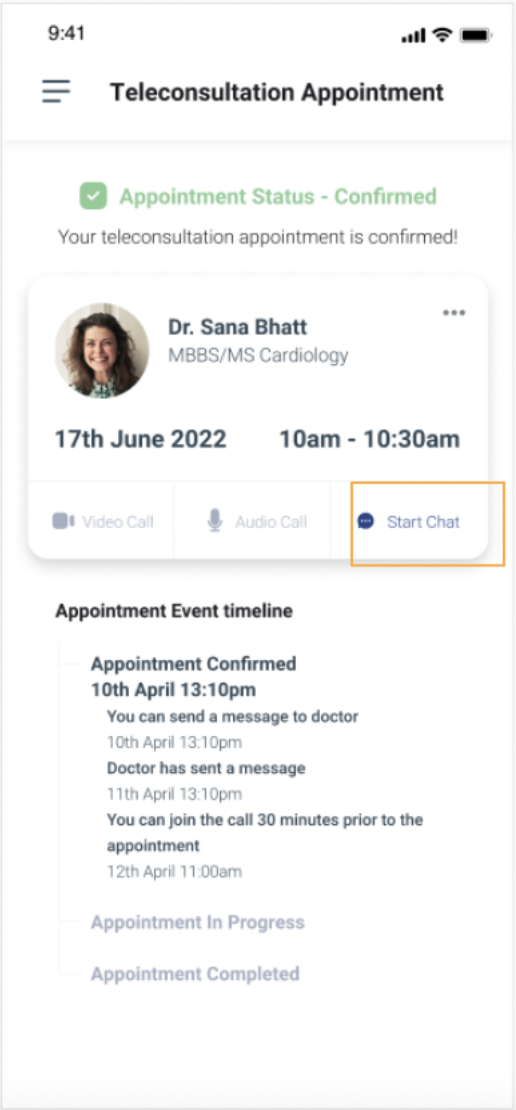 9:41
Teleconsultation Appointment
Appointment Status - Confirmed
Your teleconsultation appointment is confirmed!
Dr. Sana Bhatt
MBBS/MS Cardiology
17th June 2022 10am - 10:30am
Video Call Audio Call Start Chat
Appointment Event timeline
Appointment Confirmed
10th April 13:10pm
You can send a message to doctor
10th April 13:10pm
Doctor has sent a message
11th April 13:10pm
You can join the call 30 minutes prior to the
appointment
12th April 11:00am
Appointment In Progress
Appointment Completed